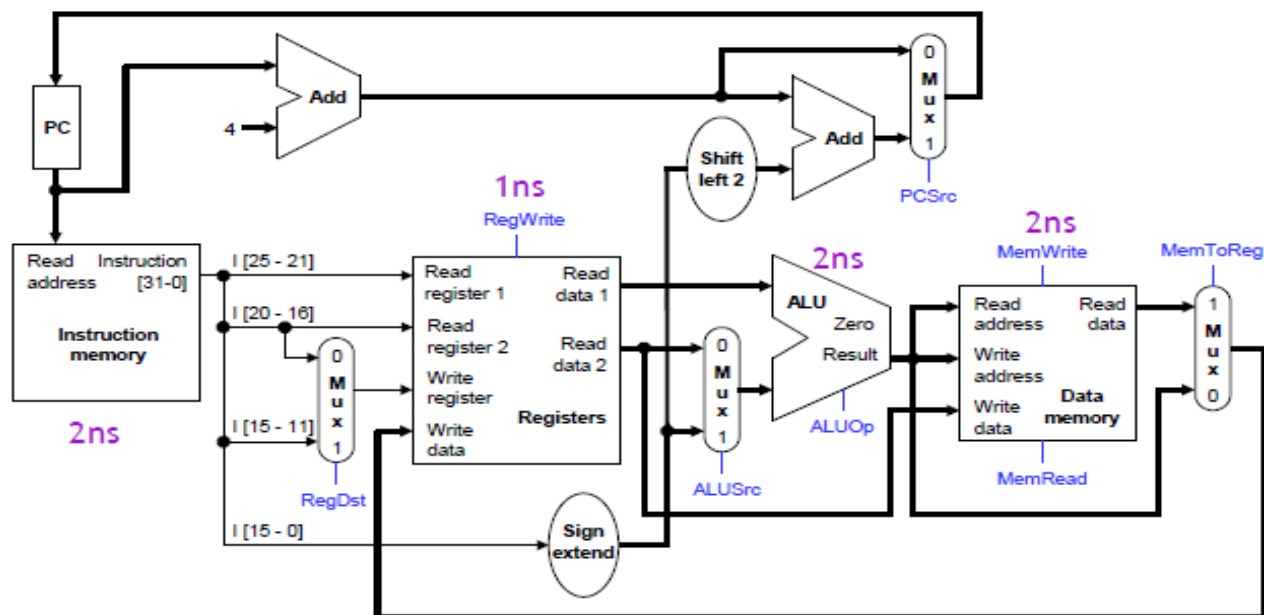 PC
4
Add
Shift
left 2
Add
0
M
u
x
1
PCSrc
Read
address
Instruction
[31-0]
Instruction
memory
2ns
I [25 - 21]
I [20 - 16]
I [15 - 11]
I [15 - 0]
0
M
u
x
1
RegDst
1ns
RegWrite
Read
register 1
Read
data 1
Read
register 2
Read
data 2
Write
register
Registers
Write
data
Sign
extend
0
M
u
x
1
ALUSrc
2ns
ALU
Zero
Result
ALUOp
2ns
MemWrite
Read
address
Read
data
Write
address
Write
data
Data
memory
MemRead
MemToReg
1
M
u
x
0